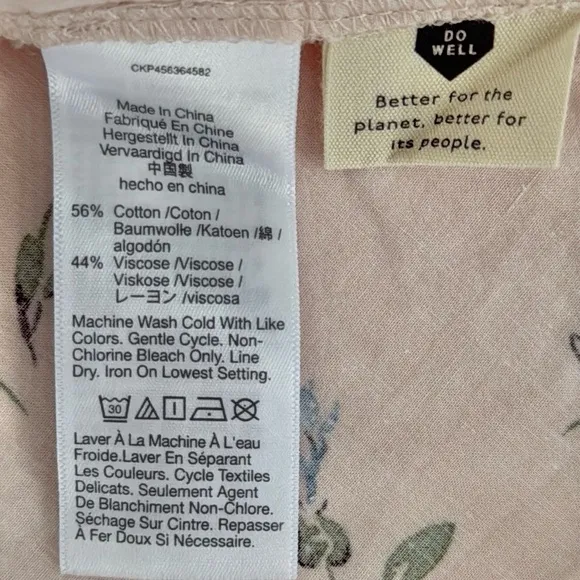 CKP456364582
Made In China
Fabriqué En Chine
Hergestellt In China
Vervaardigd In China
中国製
hecho en china
56% Cotton /Coton /
Baumwolle /Katoen /綿 /
algodón
44% Viscose /Viscose /
Viskose /Viscose /
レーヨン /viscosa
Machine Wash Cold With Like
Colors. Gentle Cycle. Non-
Chlorine Bleach Only. Line
Dry. Iron On Lowest Setting.
30
Laver À La Machine À L'eau
Froide.Laver En Séparant
Les Couleurs. Cycle Textiles
Delicats. Seulement Agent
De Blanchiment Non-Chlore.
Séchage Sur Cintre. Repasser
À Fer Doux Si Nécessaire.
DO
WELL
Better for the
planet, better for
its people.